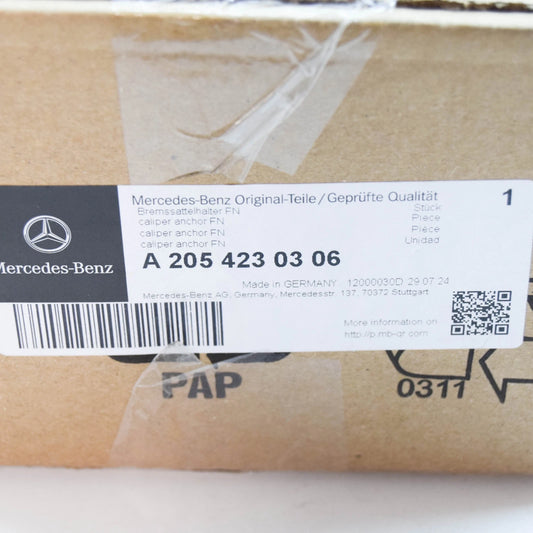 Mercedes-Benz Original-Teile/Geprüfte Qualität 1
Bremssattelhalter FN Stück
caliper anchor FN Piece
caliper anchor FN Pièce
caliper anchor FN Unidad
Mercedes-Benz
A 205 423 03 06
Made in GERMANY 12000030D 29.07.24
Mercedes-Benz AG, Germany, Mercedesstr. 137, 70372 Stuttgart
More information on
http://p.mb-qr.com
PAP
0311